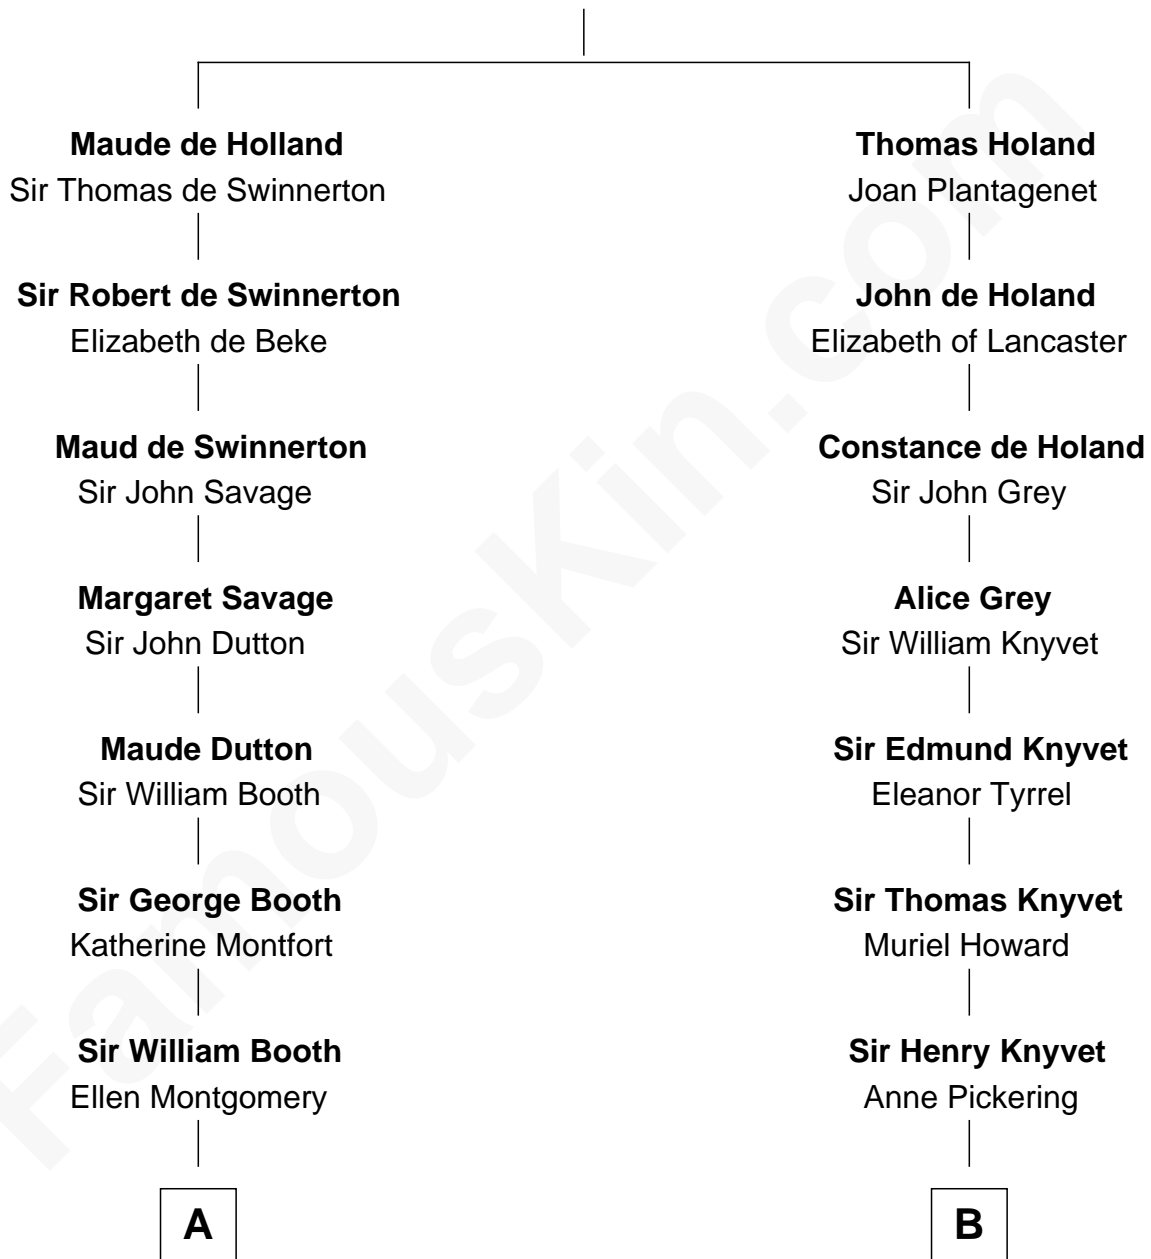 Maude de Holland
Sir Thomas de Swinnerton
Thomas Holand
Joan Plantagenet
Sir Robert de Swinnerton
Elizabeth de Beke
John de Holand
Elizabeth of Lancaster
Maud de Swinnerton
Sir John Savage
Constance de Holand
Sir John Grey
Margaret Savage
Sir John Dutton
Alice Grey
Sir William Knyvet
Maude Dutton
Sir William Booth
Sir Edmund Knyvet
Eleanor Tyrrel
Sir George Booth
Katherine Montfort
Sir Thomas Knyvet
Muriel Howard
Sir William Booth
Ellen Montgomery
Sir Henry Knyvet
Anne Pickering
A
B
FamousKin.com